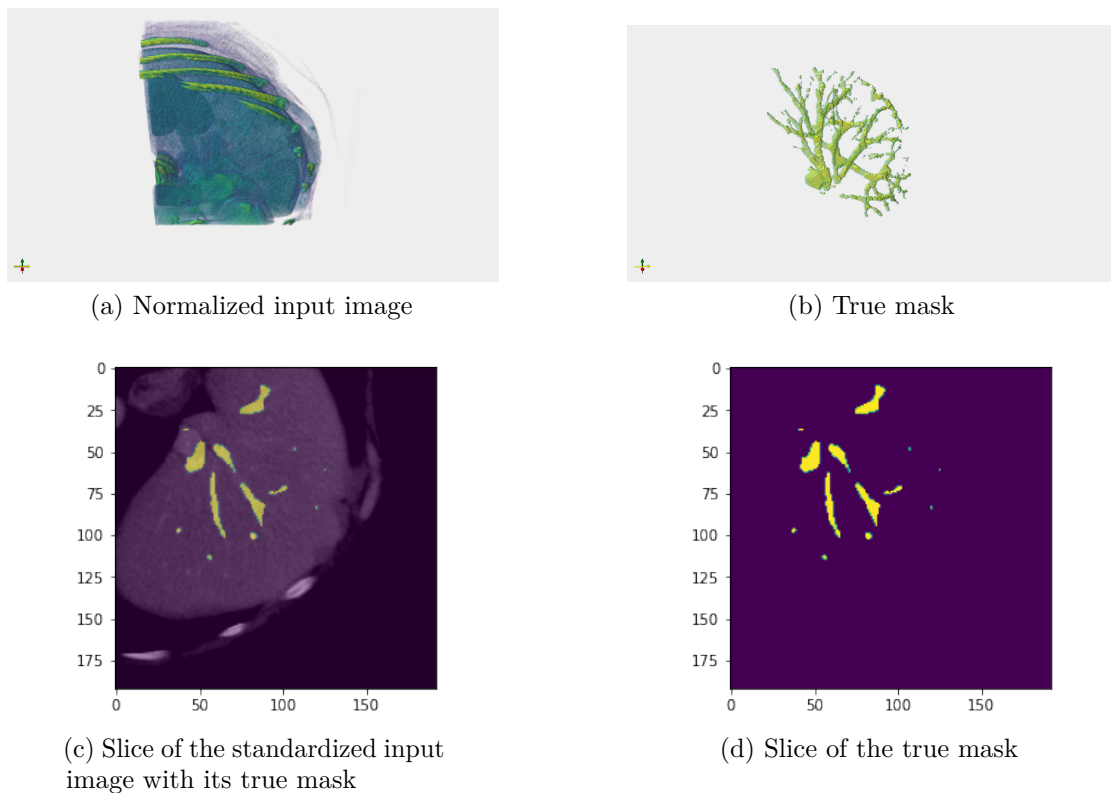 (a) Normalized input image
(b) True mask
0
25
50
75
100
125
150
175
0 50 100 150
0
25
50
75
100
125
150
175
0 50 100 150
(c) Slice of the standardized input
image with its true mask
(d) Slice of the true mask